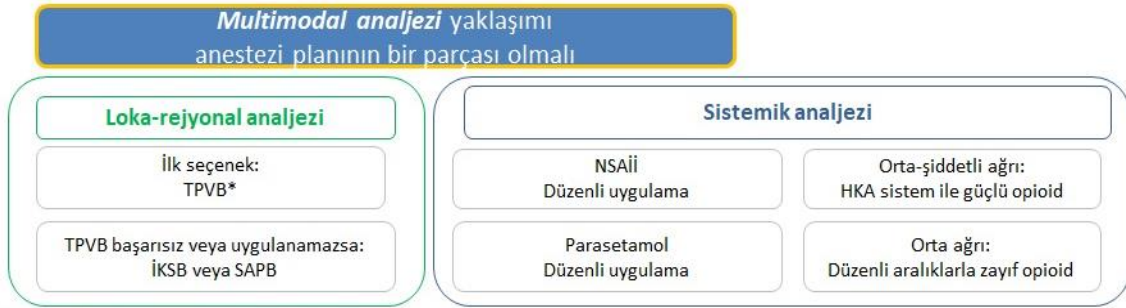 Multimodal analjezi yaklaşımı
anestezi planının bir parçası olmalı
Loka-rejyonal analjezi
İlk seçenek:
TPVB*
TPVB başarısız veya uygulanamazsa:
İKSB veya SAPB
Sistemik analjezi
NSAİİ
Düzenli uygulama
Orta-şiddetli ağrı:
HKA sistem ile güçlü opioid
Parasetamol
Düzenli uygulama
Orta ağrı:
Düzenli aralıklarla zayıf opioid